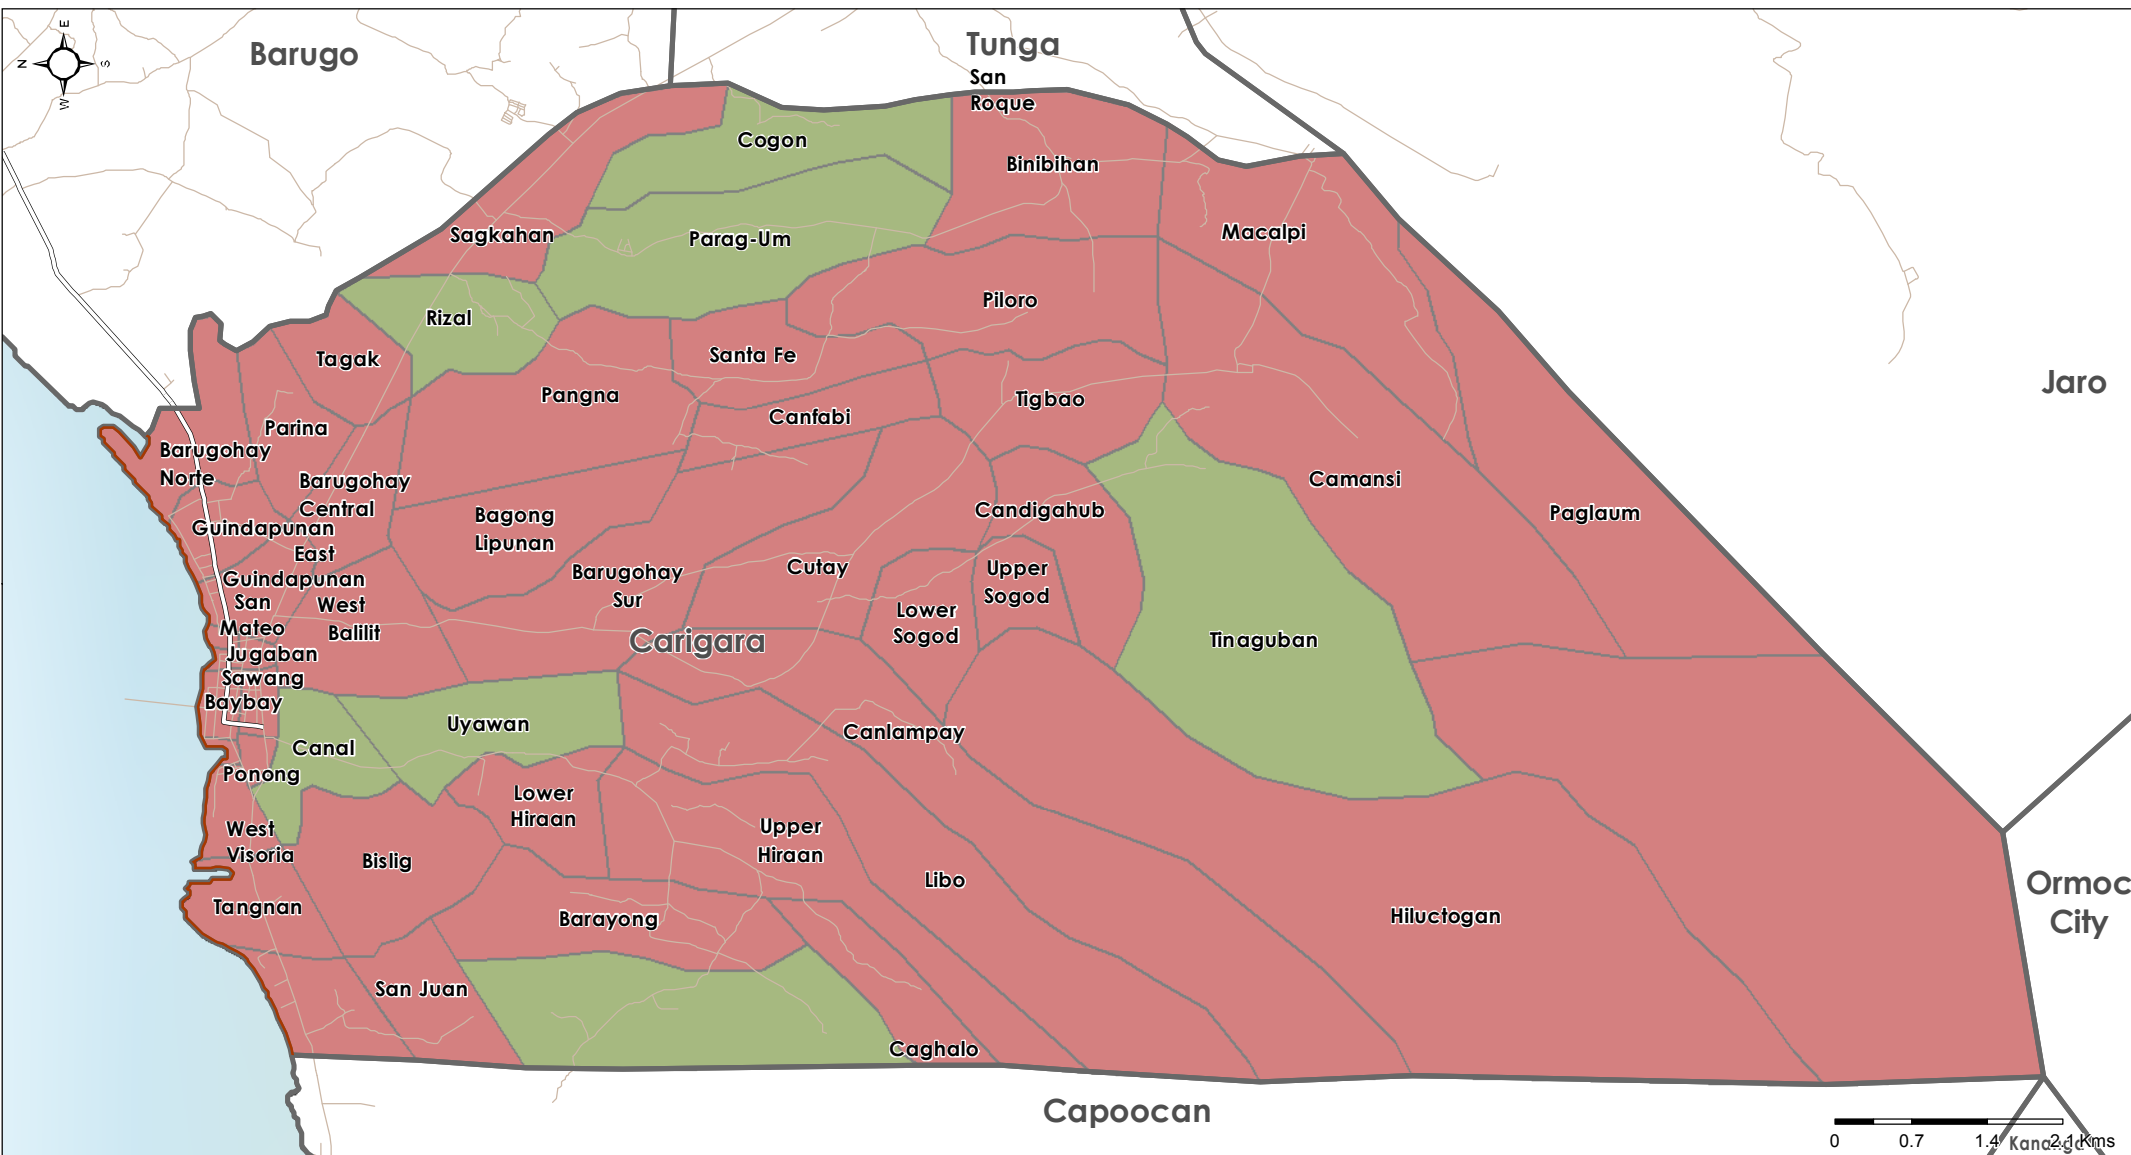 E
N
S
W
Barugo
Tunga
San
Roque
Cogon
Binibihan
Sagkahan
Parag-Um
Macalpi
Rizal
Piloro
Tagak
Santa Fe
Jaro
Pangna
Tigbao
Canfabi
Parina
Barugohay
Norte
Barugohay
Central
Camansi
Bagong
Lipunan
Candigahub
Paglaum
Guindapunan
East
Guindapunan
West
Barugohay
Sur
Cutay
Upper
Sogod
Lower
Sogod
San
Mateo
Balilit
Carigara
Tinaguban
Jugaban
Sawang
Baybay
Uyawan
Canlampay
Canal
Ponong
Lower
Hiraan
Upper
Hiraan
West
Visoria
Bislig
Libo
Ormoc
City
Tangnan
Barayong
Hiluctogan
San Juan
Caghalo
Capoocan
0 0.7 1.4 2.1 Kms
Kananga